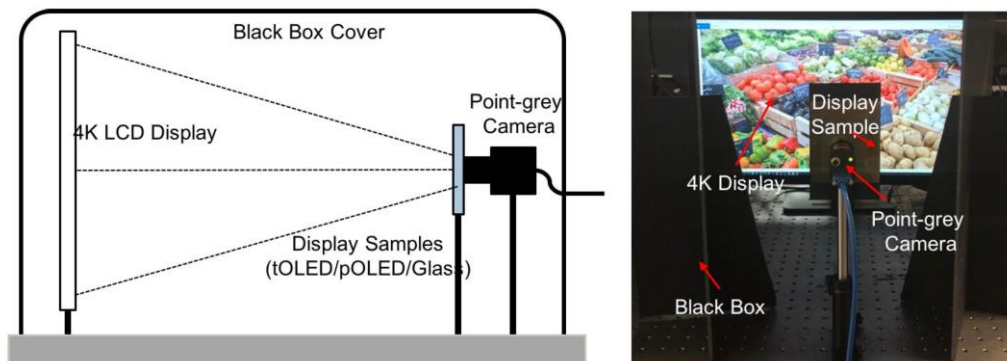 Black Box Cover
4K LCD Display
Point-grey
Camera
Display Samples
(tOLED/pOLED/Glass)
Display
Sample
4K Display
Point-grey
Camera
Black Box